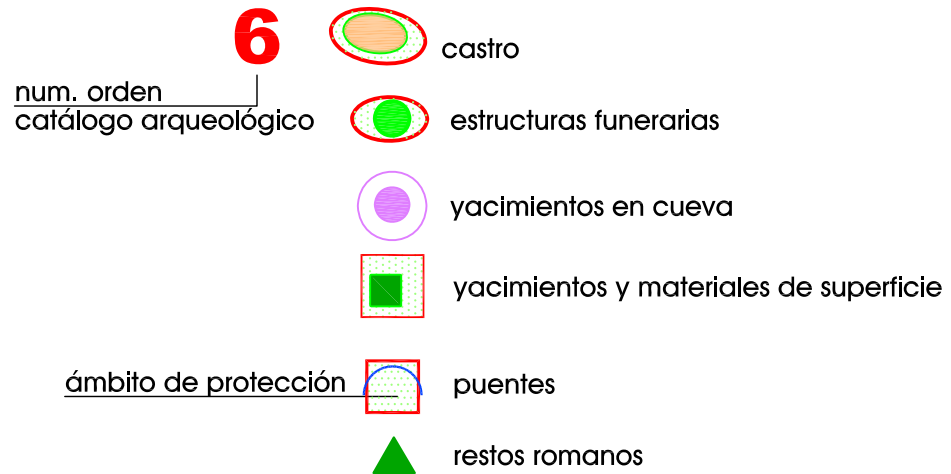 6
castro
num. orden
catálogo arqueológico
estructuras funerarias
yacimientos en cueva
yacimientos y materiales de superficie
ámbito de protección
puentes
restos romanos